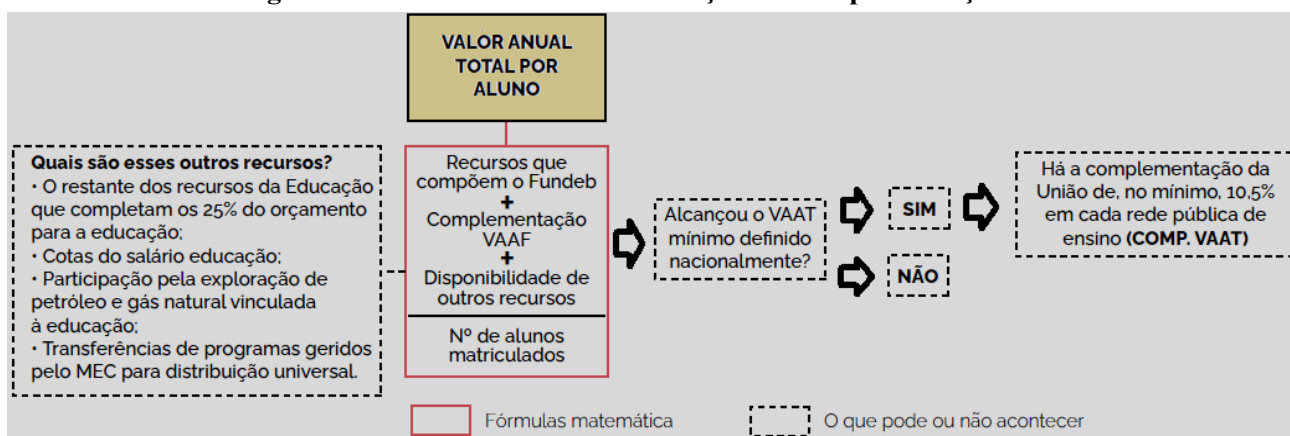 VALOR ANUAL
TOTAL POR
ALUNO
Quais são esses outros recursos?
• O restante dos recursos da Educação
que completam os 25% do orçamento
para a educação;
• Cotas do salário educação;
• Participação pela exploração de
petróleo e gás natural vinculada
à educação;
• Transferências de programas geridos
pelo MEC para distribuição universal.
Recursos que
compõem o Fundeb
+
Complementação
VAAF
+
Disponibilidade de
outros recursos
Nº de alunos
matriculados
Alcançou o VAAT
mínimo definido
nacionalmente?
SIM
NÃO
Há a complementação da
União de, no mínimo, 10,5%
em cada rede pública de
ensino (COMP. VAAT)
Fórmulas matemática
O que pode ou não acontecer